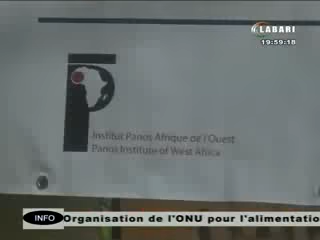 LABARI
19:59:18
Institut Panos Afrique de l'Ouest
Panos Institute of West Africa
INFO Organisation de l'ONU pour l'alimentatio